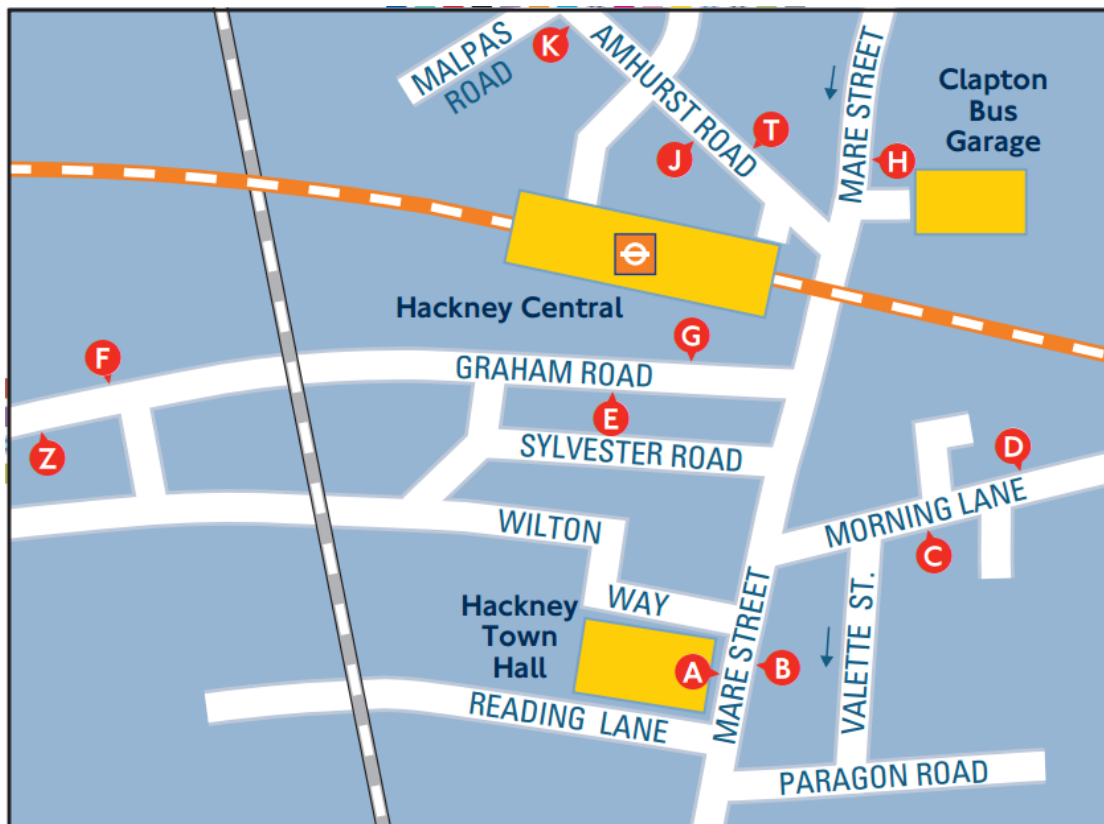 MALPAS
ROAD
K
AMHURST ROAD
T
J
MARE STREET
H
Clapton
Bus
Garage
Hackney Central
F
G
GRAHAM ROAD
E
Z
SYLVESTER ROAD
D
MORNING LANE
C
WILTON
WAY
Hackney
Town
Hall
A
MARE STREET
B
VALETTE ST.
READING LANE
PARAGON ROAD